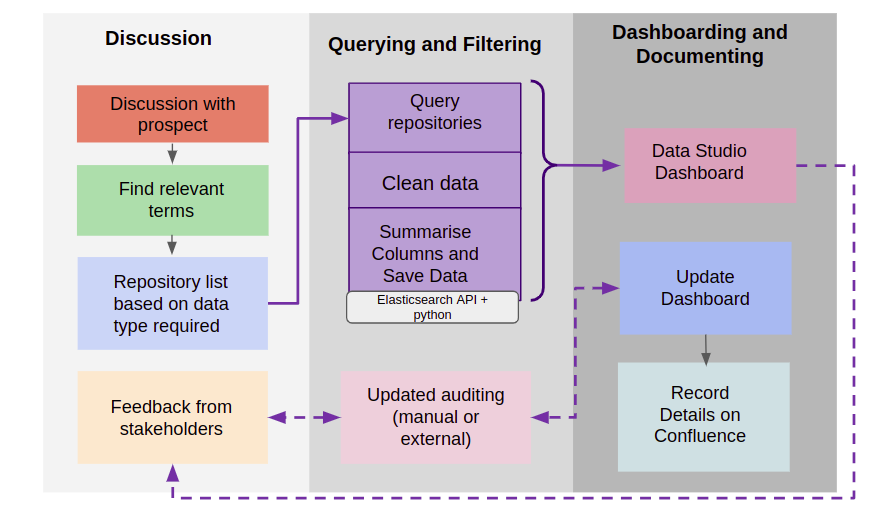 Discussion
Discussion with
prospect
Find relevant
terms
Repository list
based on data
type required
Feedback from
stakeholders
Querying and Filtering
Query
repositories
Clean data
Summarise
Columns and
Save Data
Elasticsearch API +
python
Updated auditing
(manual or
external)
Dashboarding and
Documenting
Data Studio
Dashboard
Update
Dashboard
Record
Details on
Confluence